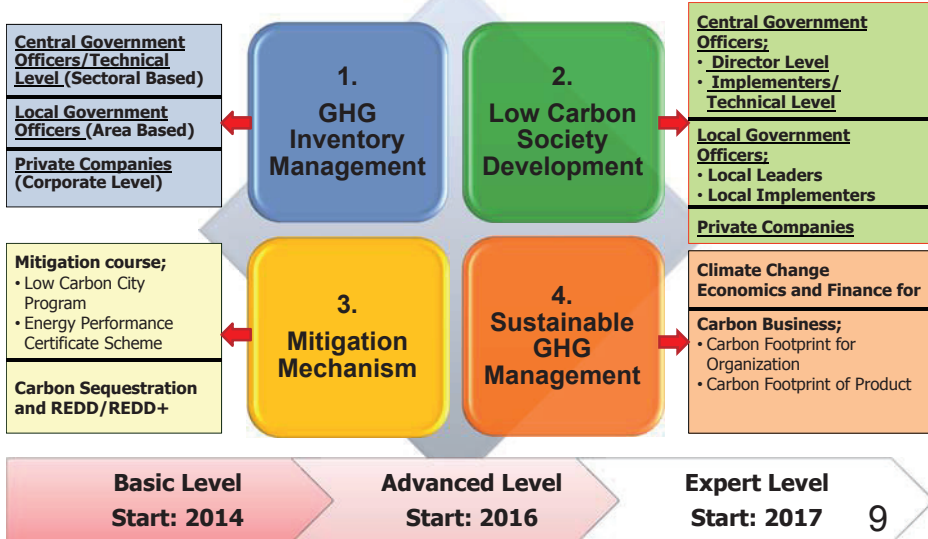 Central Government
Officers/Technical
Level (Sectoral Based)
Local Government
Officers (Area Based)
Private Companies
(Corporate Level)
1.
GHG
Inventory
Management
2.
Low Carbon
Society
Development
Central Government
Officers;
• Director Level
• Implementers/
Technical Level
Local Government
Officers;
• Local Leaders
• Local Implementers
Private Companies
Mitigation course;
• Low Carbon City
Program
• Energy Performance
Certificate Scheme
Carbon Sequestration
and REDD/REDD+
3.
Mitigation
Mechanism
4.
Sustainable
GHG
Management
Climate Change
Economics and Finance for
Carbon Business;
• Carbon Footprint for
Organization
• Carbon Footprint of Product
Basic Level
Start: 2014
Advanced Level
Start: 2016
Expert Level
Start: 2017
9